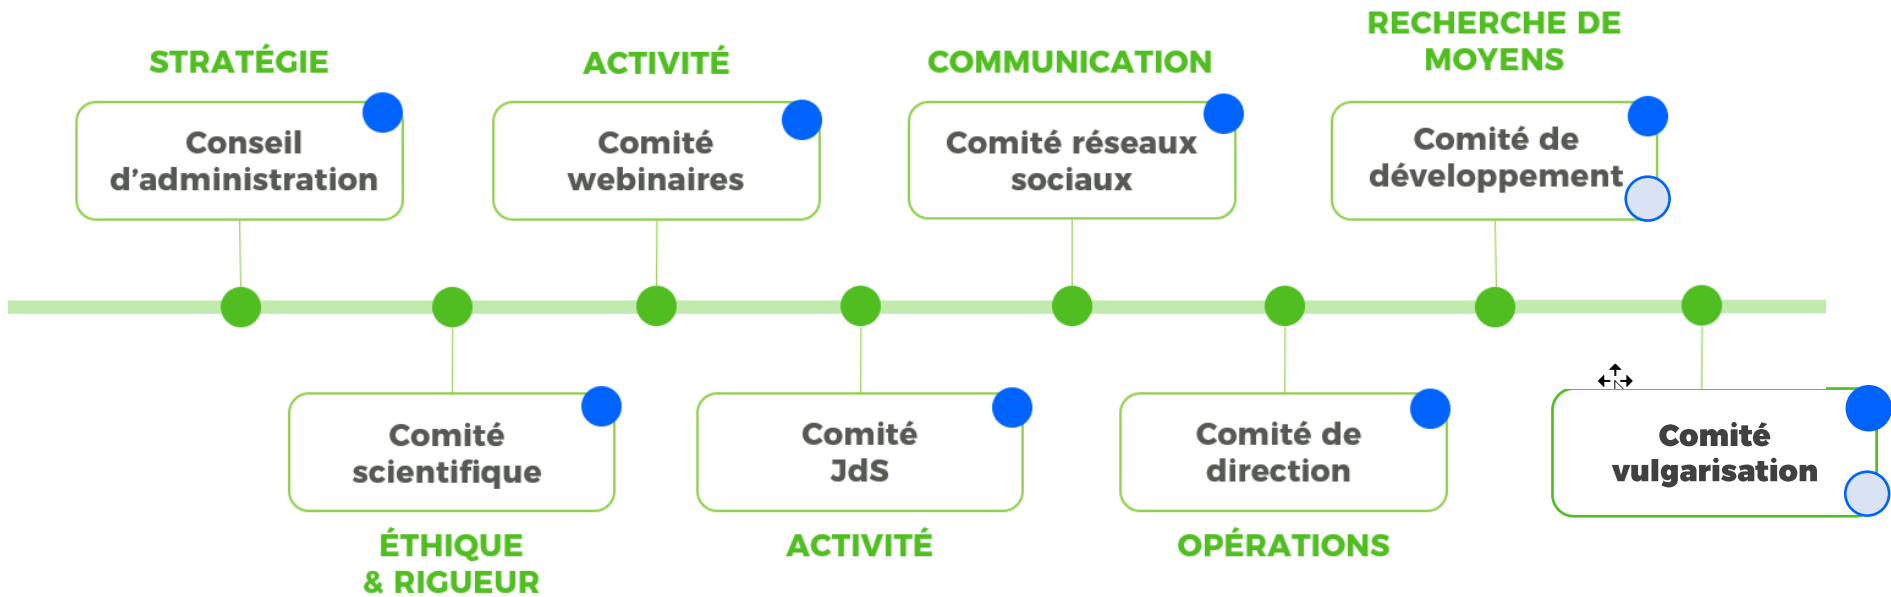 STRATÉGIE
Conseil
d’administration
ACTIVITÉ
Comité
webinaires
COMMUNICATION
Comité réseaux
sociaux
RECHERCHE DE
MOYENS
Comité de
développement
Comité
scientifique
ÉTHIQUE
& RIGUEUR
Comité
JdS
ACTIVITÉ
Comité de
direction
OPÉRATIONS
Comité
vulgarisation